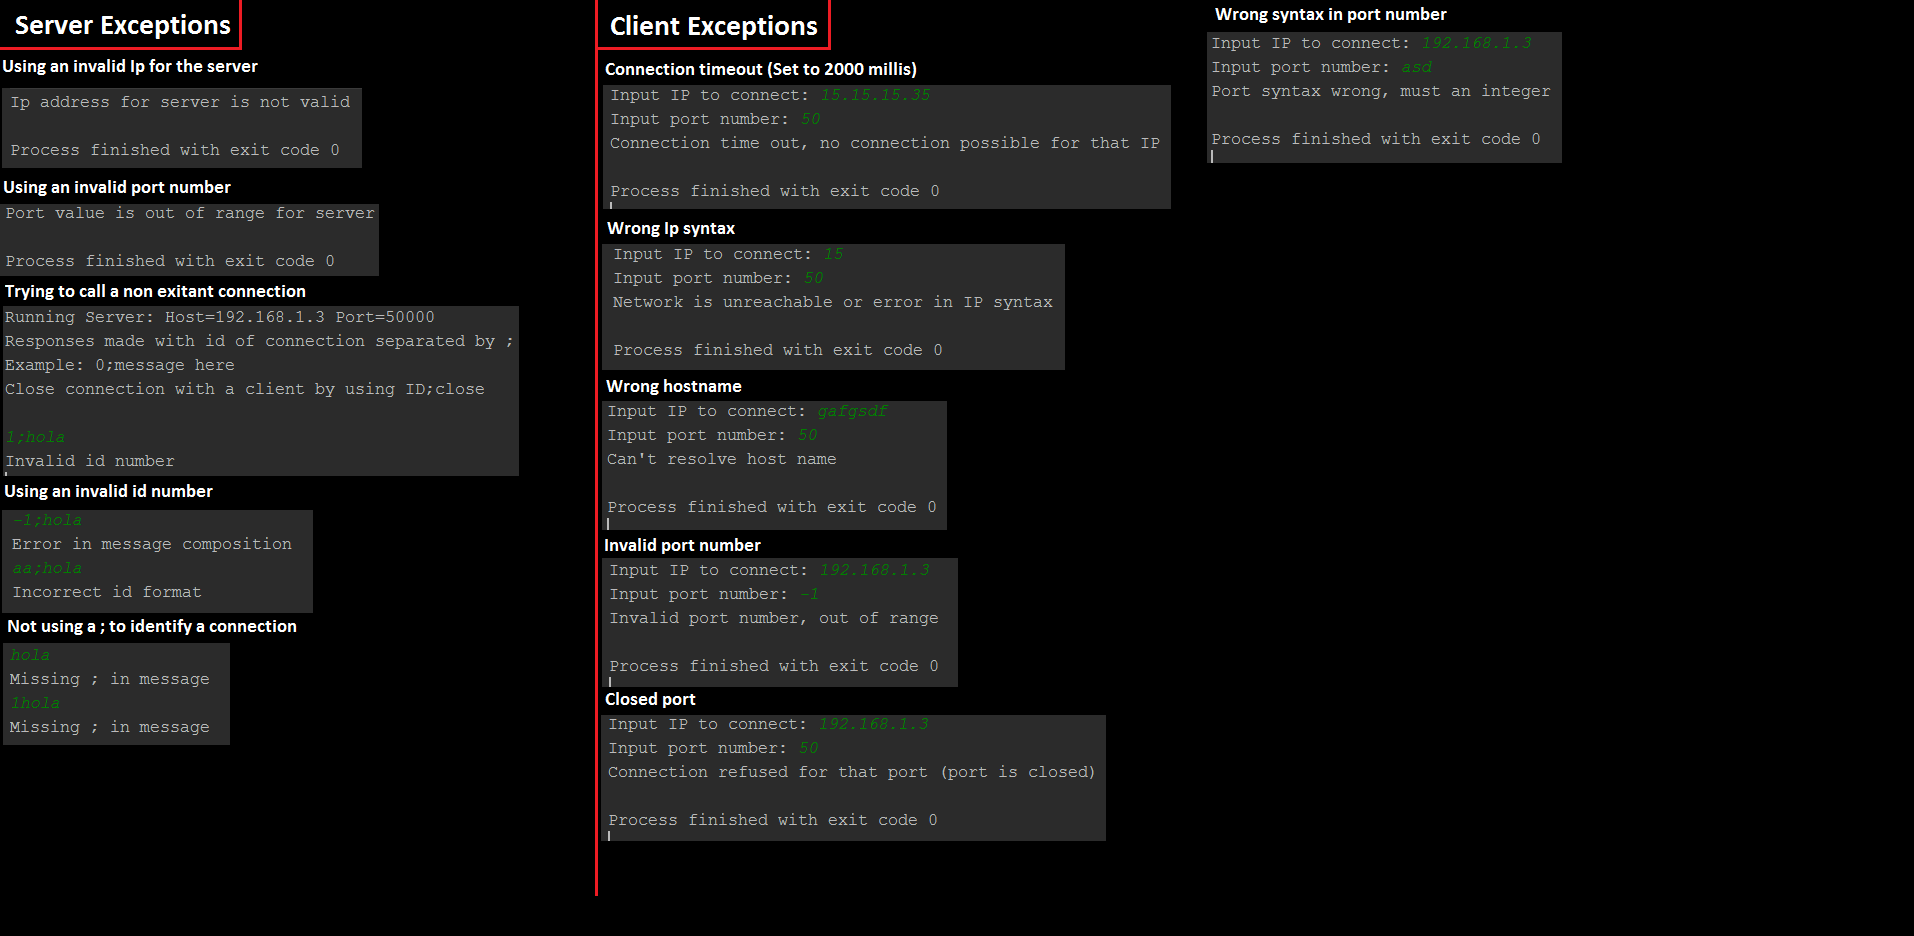 Server Exceptions
Using an invalid Ip for the server
Ip address for server is not valid
Process finished with exit code 0
Using an invalid port number
Port value is out of range for server
Process finished with exit code 0
Trying to call a non exitant connection
Running Server: Host=192.168.1.3 Port=50000
Responses made with id of connection separated by ;
Example: 0;message here
Close connection with a client by using ID;close
1;hola
Invalid id number
Using an invalid id number
-1;hola
Error in message composition
aa;hola
Incorrect id format
Not using a ; to identify a connection
hola
Missing ; in message
1hola
Missing ; in message
Client Exceptions
Connection timeout (Set to 2000 millis)
Input IP to connect: 15.15.15.35
Input port number: 50
Connection time out, no connection possible for that IP
Process finished with exit code 0
Wrong Ip syntax
Input IP to connect: 15
Input port number: 50
Network is unreachable or error in IP syntax
Process finished with exit code 0
Wrong hostname
Input IP to connect: gafgsdf
Input port number: 50
Can't resolve host name
Process finished with exit code 0
Invalid port number
Input IP to connect: 192.168.1.3
Input port number: -1
Invalid port number, out of range
Process finished with exit code 0
Closed port
Input IP to connect: 192.168.1.3
Input port number: 50
Connection refused for that port (port is closed)
Process finished with exit code 0
Wrong syntax in port number
Input IP to connect: 192.168.1.3
Input port number: asd
Port syntax wrong, must an integer
Process finished with exit code 0